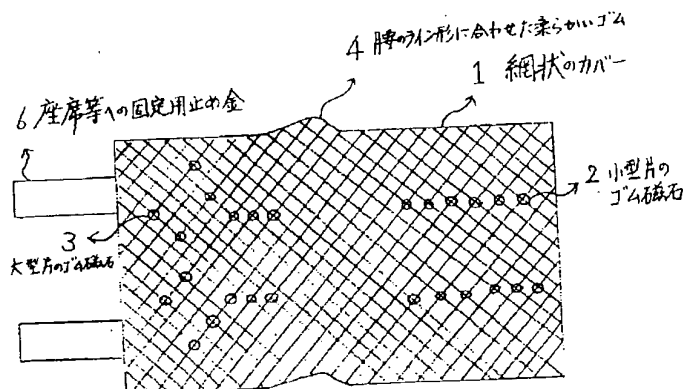 4 腰のライン形に合わせた柔らかいゴム
1 網状のカバー
6 座席等への固定用止め金
2 小型片の
ゴム磁石
3
大型片のゴム磁石